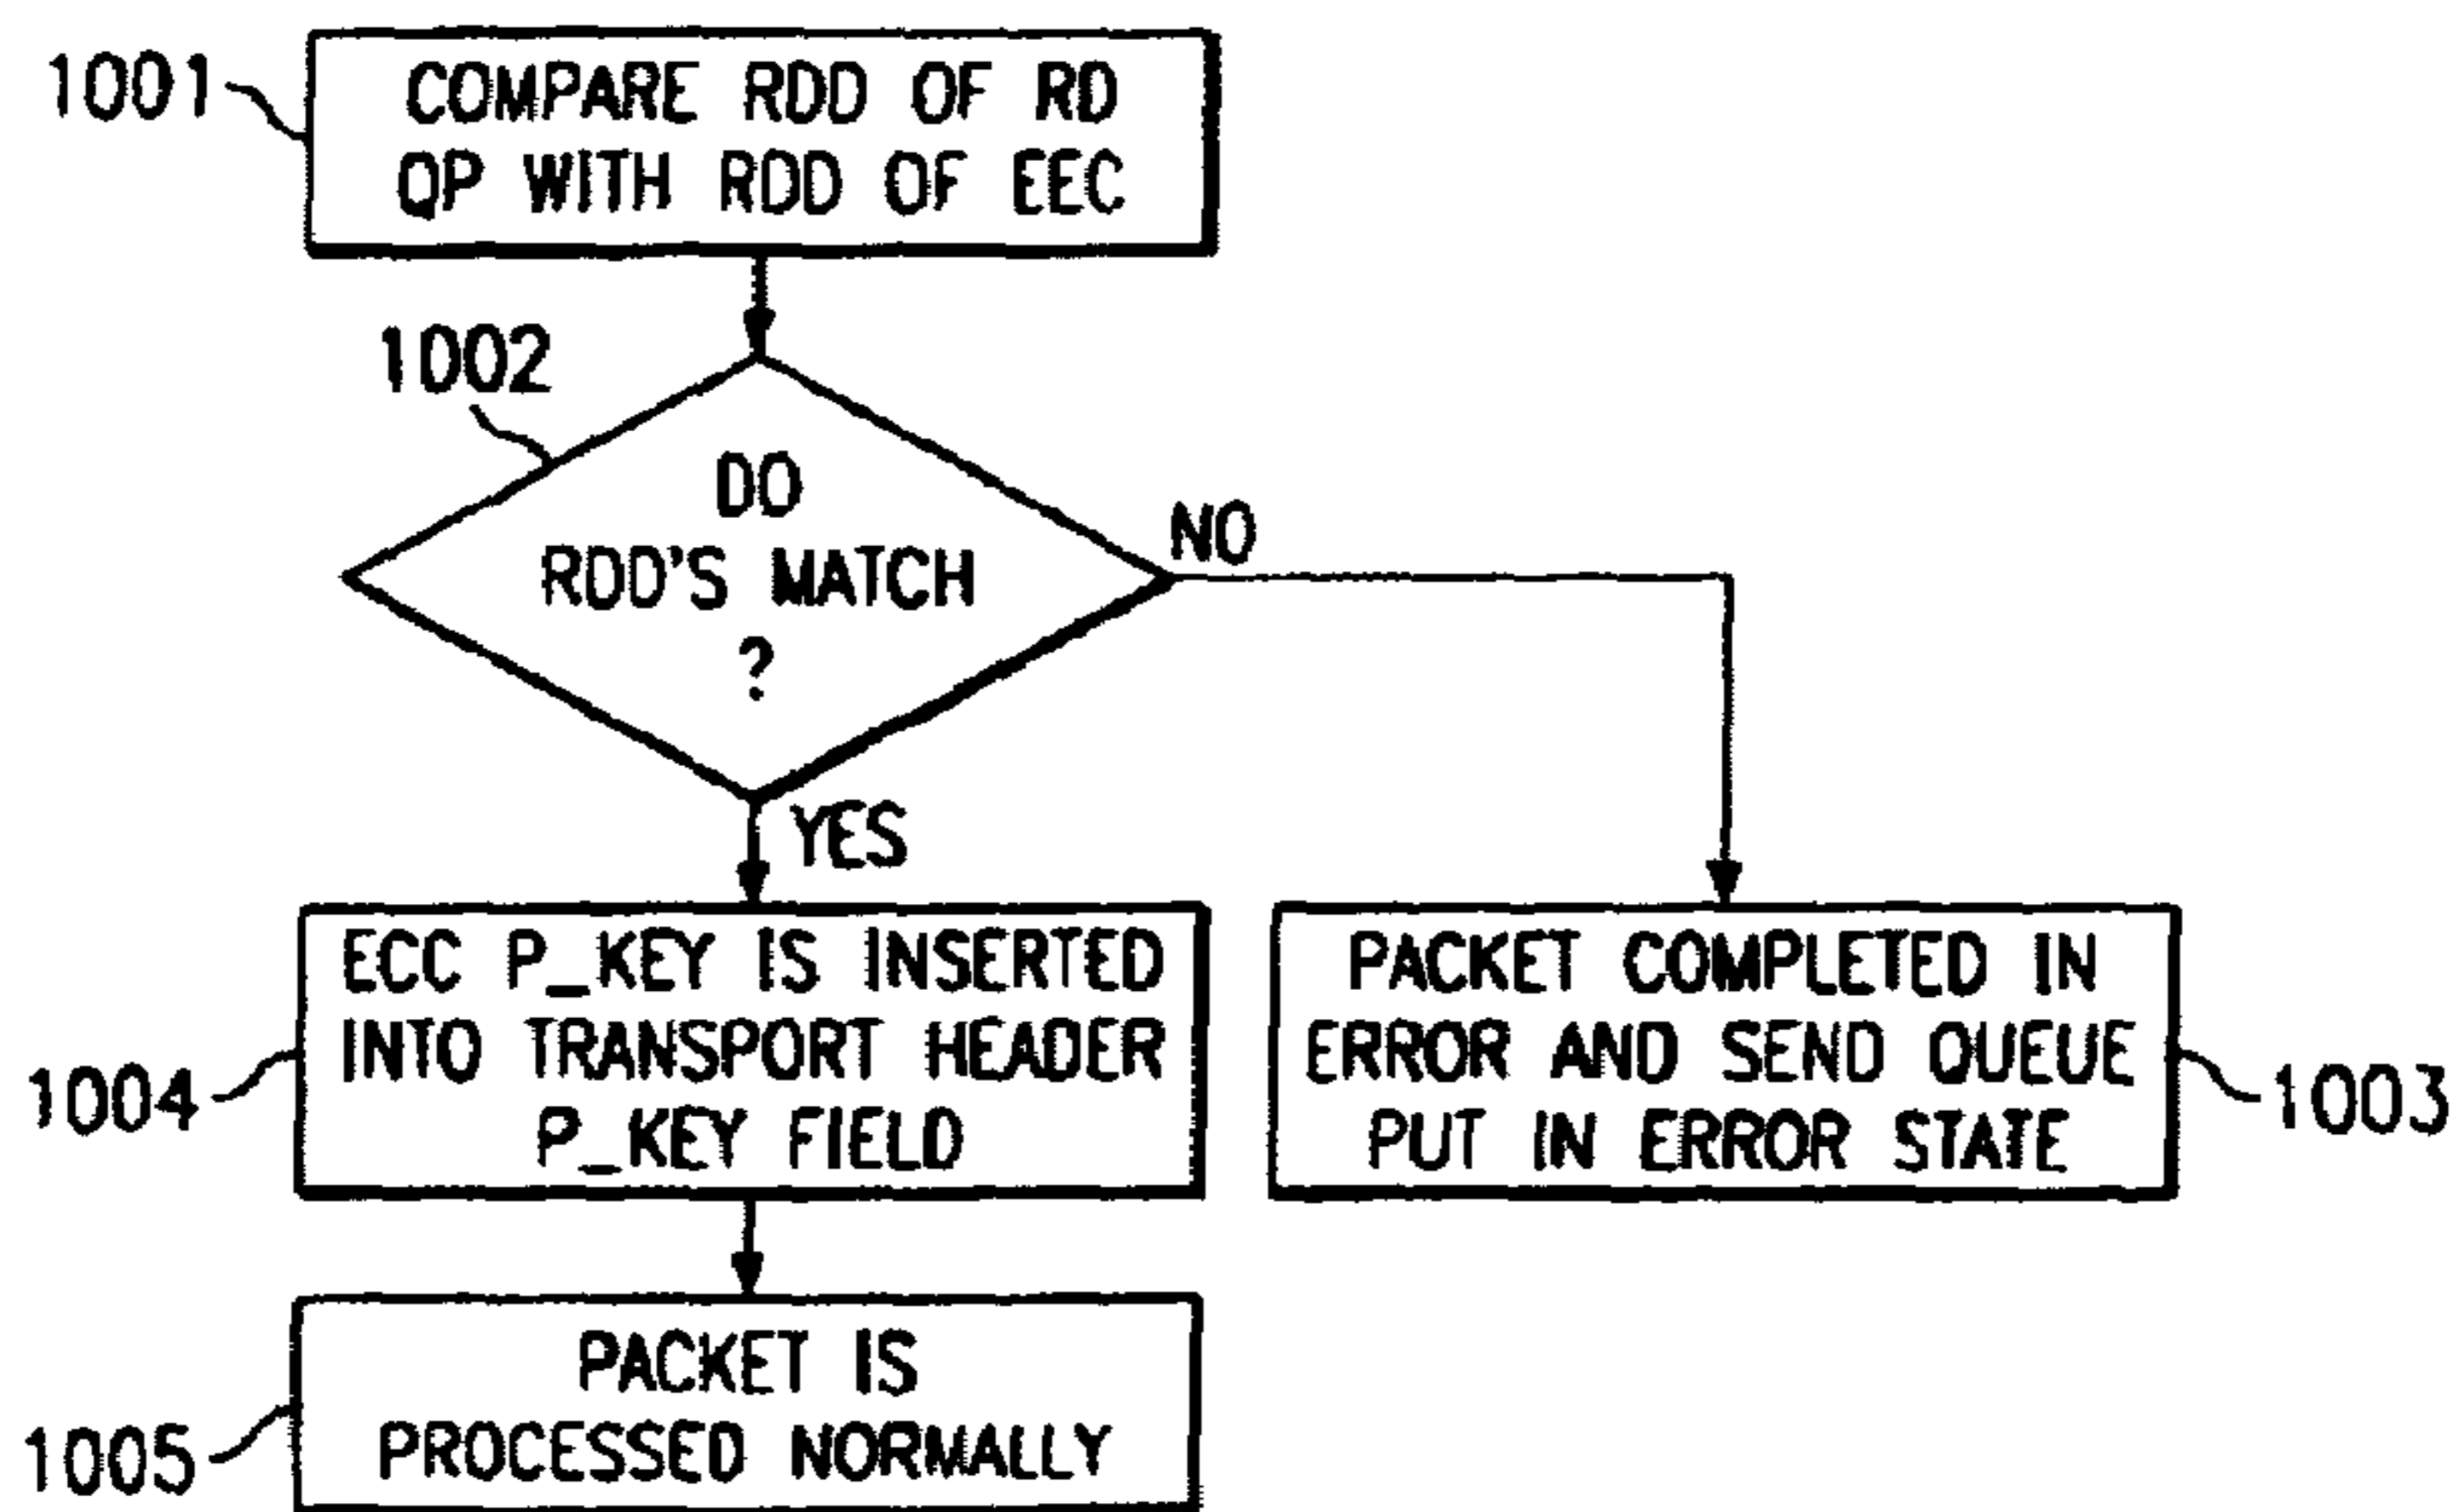 1001
COMPARE RDD OF RD
QP WITH RDD OF EEC
1002
DO
RDD'S MATCH
?
NO
YES
ECC P_KEY IS INSERTED
INTO TRANSPORT HEADER
P_KEY FIELD
1004
PACKET COMPLETED IN
ERROR AND SEND QUEUE
PUT IN ERROR STATE
1003
PACKET IS
PROCESSED NORMALLY
1005